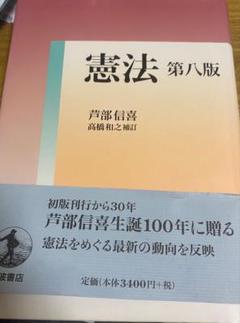 憲法 第八版
芦部信喜
高橋和之補訂
初版刊行から30年
芦部信喜生誕100年に贈る
憲法をめぐる最新の動向を反映
波書店
定価(本体3400円+税)